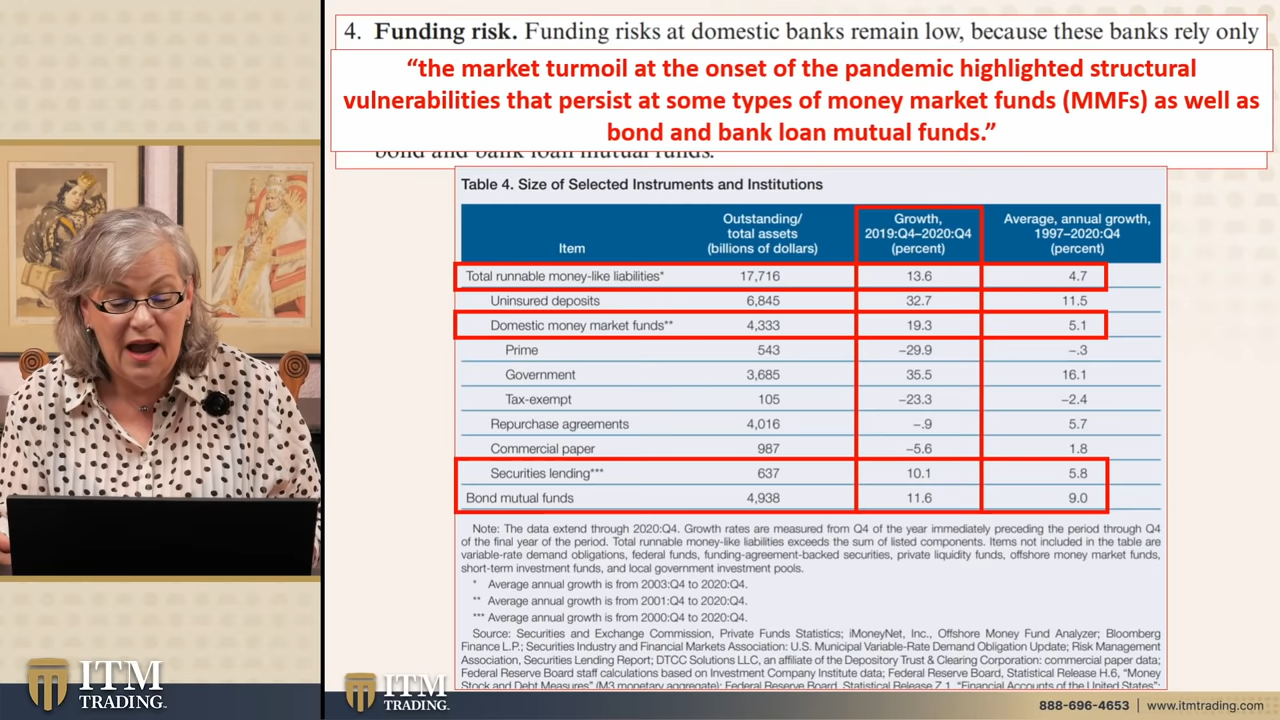 4. Funding risk. Funding risks at domestic banks remain low, because these banks rely only
“the market turmoil at the onset of the pandemic highlighted structural
vulnerabilities that persist at some types of money market funds (MMFs) as well as
bond and bank loan mutual funds.”
bond and bank loan mutual funds.
Table 4. Size of Selected Instruments and Institutions
Item Outstanding/ total assets (billions of dollars) Growth, 2019:Q4–2020:Q4 (percent) Average, annual growth, 1997–2020:Q4 (percent)
Total runnable money-like liabilities* 17,716 13.6 4.7
Uninsured deposits 6,845 32.7 11.5
Domestic money market funds** 4,333 19.3 5.1
Prime 543 −29.9 −.3
Government 3,685 35.5 16.1
Tax-exempt 105 −23.3 −2.4
Repurchase agreements 4,016 −.9 5.7
Commercial paper 987 −5.6 1.8
Securities lending*** 637 10.1 5.8
Bond mutual funds 4,938 11.6 9.0
Note: The data extend through 2020:Q4. Growth rates are measured from Q4 of the year immediately preceding the period through Q4
of the final year of the period. Total runnable money-like liabilities exceeds the sum of listed components. Items not included in the table are
variable-rate demand obligations, federal funds, funding-agreement-backed securities, private liquidity funds, offshore money market funds,
short-term investment funds, and local government investment pools.
* Average annual growth is from 2003:Q4 to 2020:Q4.
** Average annual growth is from 2001:Q4 to 2020:Q4.
*** Average annual growth is from 2000:Q4 to 2020:Q4.
Source: Securities and Exchange Commission, Private Funds Statistics; iMoneyNet, Inc., Offshore Money Fund Analyzer; Bloomberg
Finance L.P.; Securities Industry and Financial Markets Association: U.S. Municipal Variable-Rate Demand Obligation Update; Risk Management
Association, Securities Lending Report; DTCC Solutions LLC, an affiliate of the Depository Trust & Clearing Corporation: commercial paper data;
Federal Reserve Board staff calculations based on Investment Company Institute data; Federal Reserve Board, Statistical Release H.6, “Money
Stock and Debt Measures” (M3 monetary aggregate); Federal Reserve Board, Statistical Release Z.1, “Financial Accounts of the United States”;
ITM
TRADING
ITM
TRADING.
888-696-4653 | www.itmtrading.com